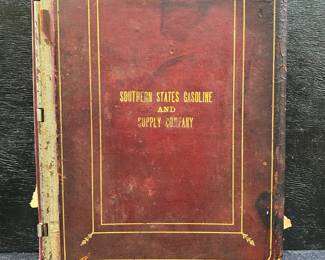 SOUTHERN STATES GASOLINE
AND
SUPPLY COMPANY